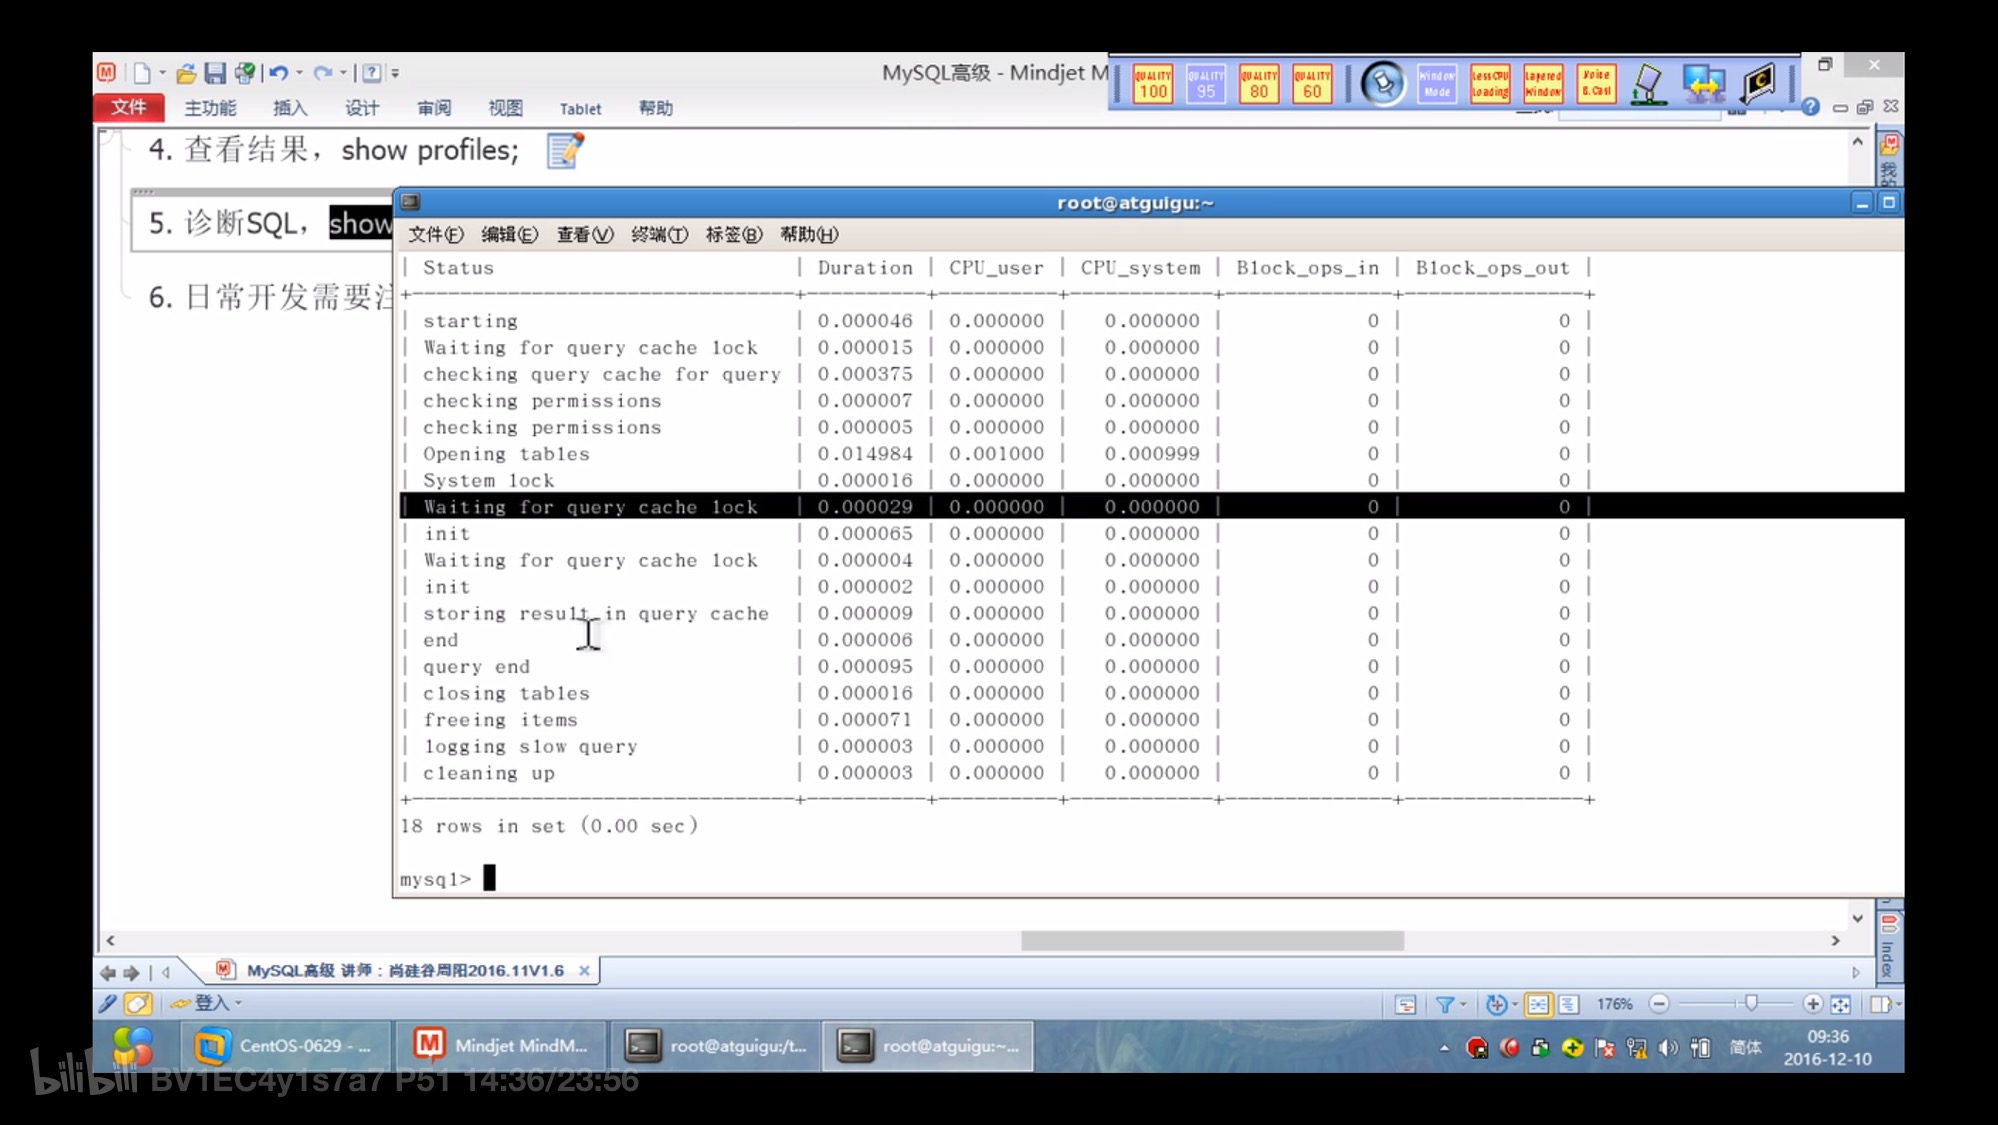 MySQL高级 - Mindjet M
QUALITY 100
QUALITY 95
QUALITY 80
QUALITY 60
Window Mode
LessCPU Loading
Layered Window
Voice B.Cast
文件 主功能 插入 设计 审阅 视图 Tablet 帮助
4. 查看结果，show profiles;
5. 诊断SQL，show
6. 日常开发需要注
root@atguigu:~
文件(F) 编辑(E) 查看(V) 终端(T) 标签(B) 帮助(H)
| Status | Duration | CPU_user | CPU_system | Block_ops_in | Block_ops_out |
| starting | 0.000046 | 0.000000 | 0.000000 | 0 | 0 |
| Waiting for query cache lock | 0.000015 | 0.000000 | 0.000000 | 0 | 0 |
| checking query cache for query | 0.000375 | 0.000000 | 0.000000 | 0 | 0 |
| checking permissions | 0.000007 | 0.000000 | 0.000000 | 0 | 0 |
| checking permissions | 0.000005 | 0.000000 | 0.000000 | 0 | 0 |
| Opening tables | 0.014984 | 0.001000 | 0.000999 | 0 | 0 |
| System lock | 0.000016 | 0.000000 | 0.000000 | 0 | 0 |
| Waiting for query cache lock | 0.000029 | 0.000000 | 0.000000 | 0 | 0 |
| init | 0.000065 | 0.000000 | 0.000000 | 0 | 0 |
| Waiting for query cache lock | 0.000004 | 0.000000 | 0.000000 | 0 | 0 |
| init | 0.000002 | 0.000000 | 0.000000 | 0 | 0 |
| storing result in query cache | 0.000009 | 0.000000 | 0.000000 | 0 | 0 |
| end | 0.000006 | 0.000000 | 0.000000 | 0 | 0 |
| query end | 0.000095 | 0.000000 | 0.000000 | 0 | 0 |
| closing tables | 0.000016 | 0.000000 | 0.000000 | 0 | 0 |
| freeing items | 0.000071 | 0.000000 | 0.000000 | 0 | 0 |
| logging slow query | 0.000003 | 0.000000 | 0.000000 | 0 | 0 |
| cleaning up | 0.000003 | 0.000000 | 0.000000 | 0 | 0 |
18 rows in set (0.00 sec)
mysql>
Index
MySQL高级 讲师：尚硅谷周阳2016.11V1.6
登入
176%
CentOS-0629 - ...
Mindjet MindM...
root@atguigu:/t...
root@atguigu:~...
简体
09:36
2016-12-10
bilibili BV1EC4y1s7a7 P51 14:36/23:56